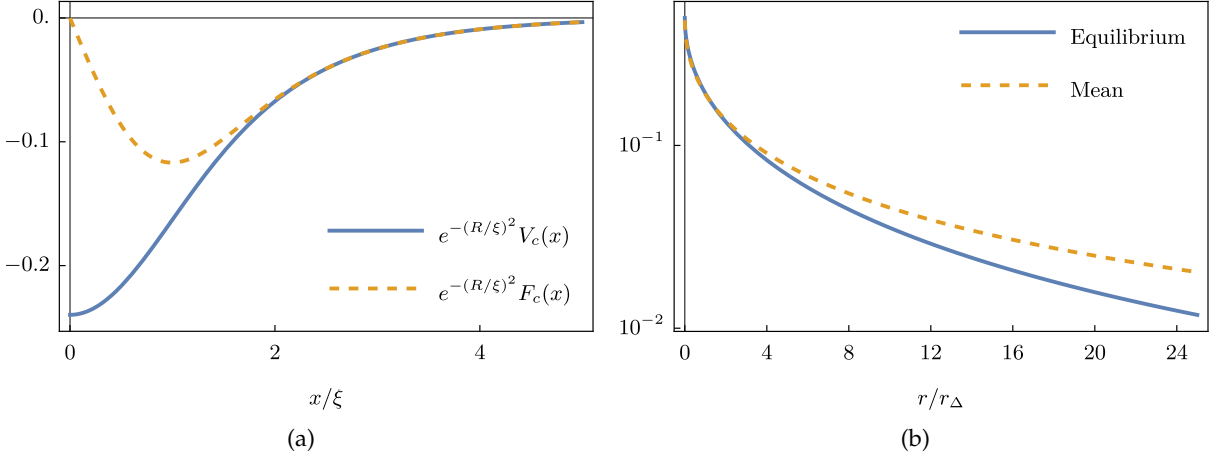 0.
−0.1
−0.2
e^{−(R/ξ)^2} V_c(x)
e^{−(R/ξ)^2} F_c(x)
0 2 4
x/ξ
(a)
Equilibrium
Mean
10^{−1}
10^{−2}
0 4 8 12 16 20 24
r/r_Δ
(b)